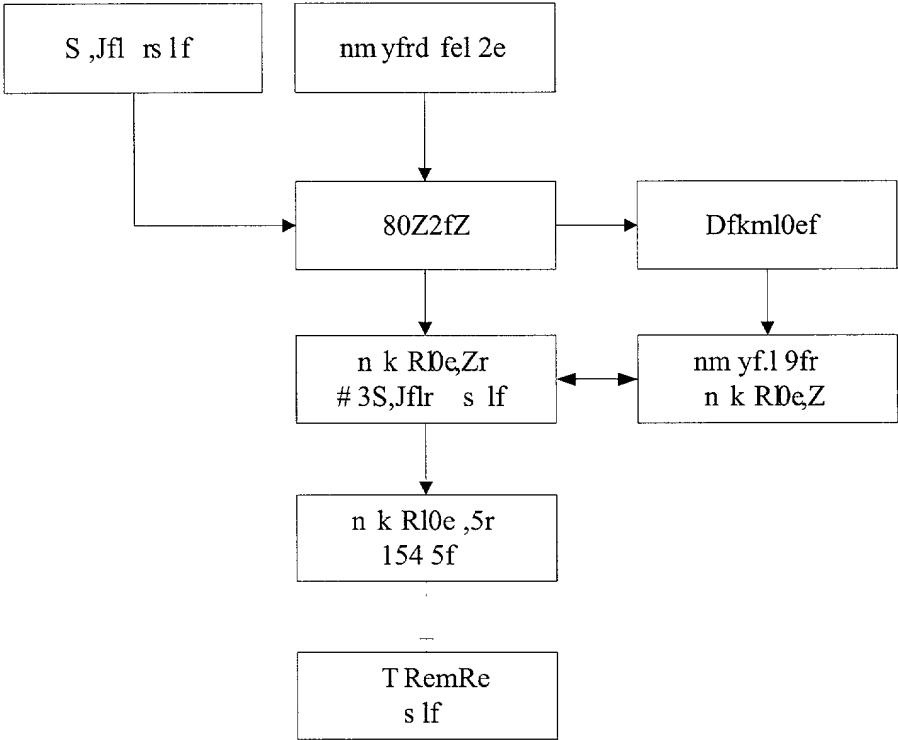 S ,Jfl rs lf
nm yfrd fel 2e
80Z2fZ
Dfkml0ef
n k Rl0e,Zr
# 3S,Jflr s lf
nm yf.l 9fr
n k Rl0e,Z
n k Rl0e ,5r
154 5f
T RemRe
s lf